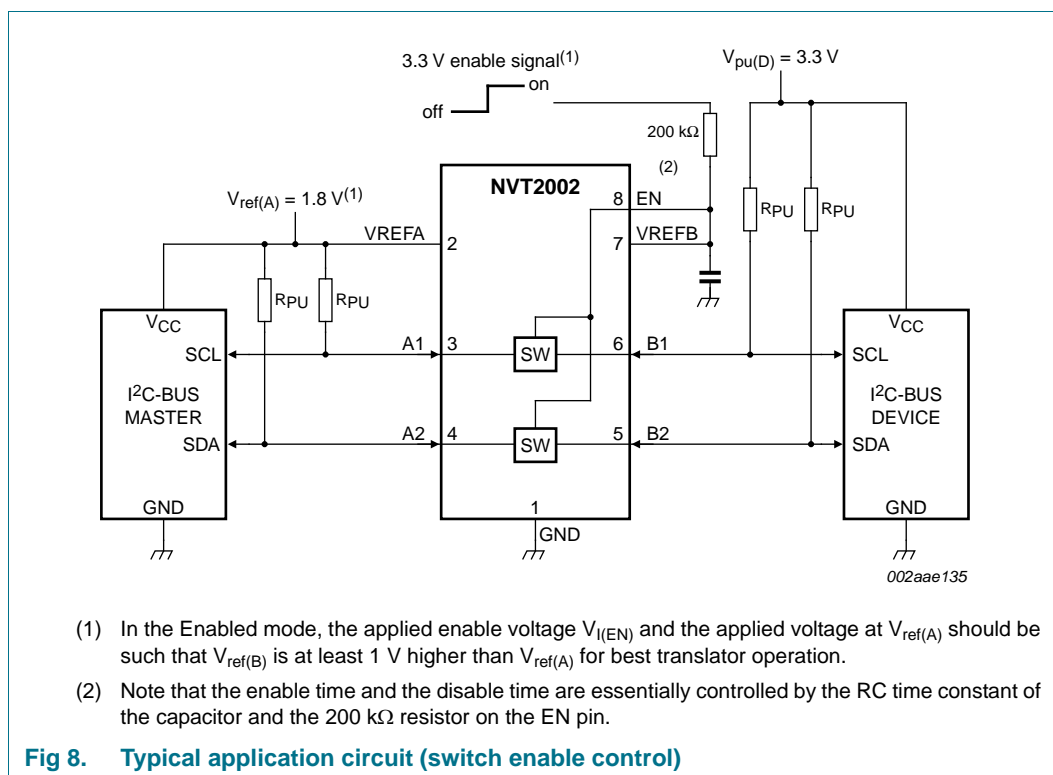 3.3 V enable signal(1)
on
off
Vpu(D) = 3.3 V
200 kΩ
(2)
NVT2002
8 EN
RPU RPU
Vref(A) = 1.8 V(1)
VREFA 2
7 VREFB
RPU RPU
VCC
VCC
SCL A1 3 SW 6 B1 SCL
I2C-BUS
MASTER
I2C-BUS
DEVICE
SDA A2 4 SW 5 B2 SDA
GND
1
GND
GND
002aae135
(1) In the Enabled mode, the applied enable voltage VI(EN) and the applied voltage at Vref(A) should be
such that Vref(B) is at least 1 V higher than Vref(A) for best translator operation.
(2) Note that the enable time and the disable time are essentially controlled by the RC time constant of
the capacitor and the 200 kΩ resistor on the EN pin.
Fig 8. Typical application circuit (switch enable control)